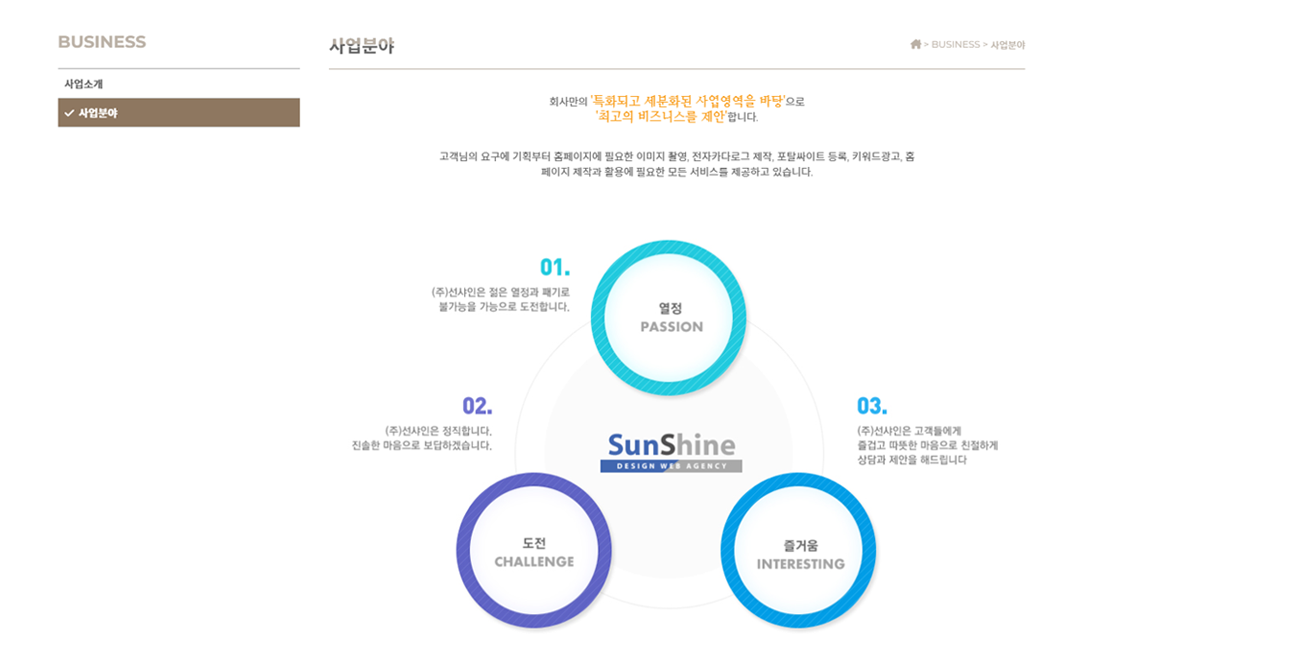 BUSINESS
사업소개
사업분야
사업분야
> BUSINESS > 사업분야
회사만의 '특화되고 세분화된 사업영역을 바탕'으로
'최고의 비즈니스를 제안'합니다.
고객님의 요구에 기획부터 홈페이지에 필요한 이미지 촬영, 전자카다로그 제작, 포탈싸이트 등록, 키워드광고, 홈
페이지 제작과 활용에 필요한 모든 서비스를 제공하고 있습니다.
01.
(주)선샤인은 젊은 열정과 패기로
불가능을 가능으로 도전합니다.
열정
PASSION
02.
(주)선샤인은 정직합니다.
진솔한 마음으로 보답하겠습니다.
03.
(주)선샤인은 고객들에게
즐겁고 따뜻한 마음으로 친절하게
상담과 제안을 해드립니다
SunShine
DESIGN WEB AGENCY
도전
CHALLENGE
즐거움
INTERESTING